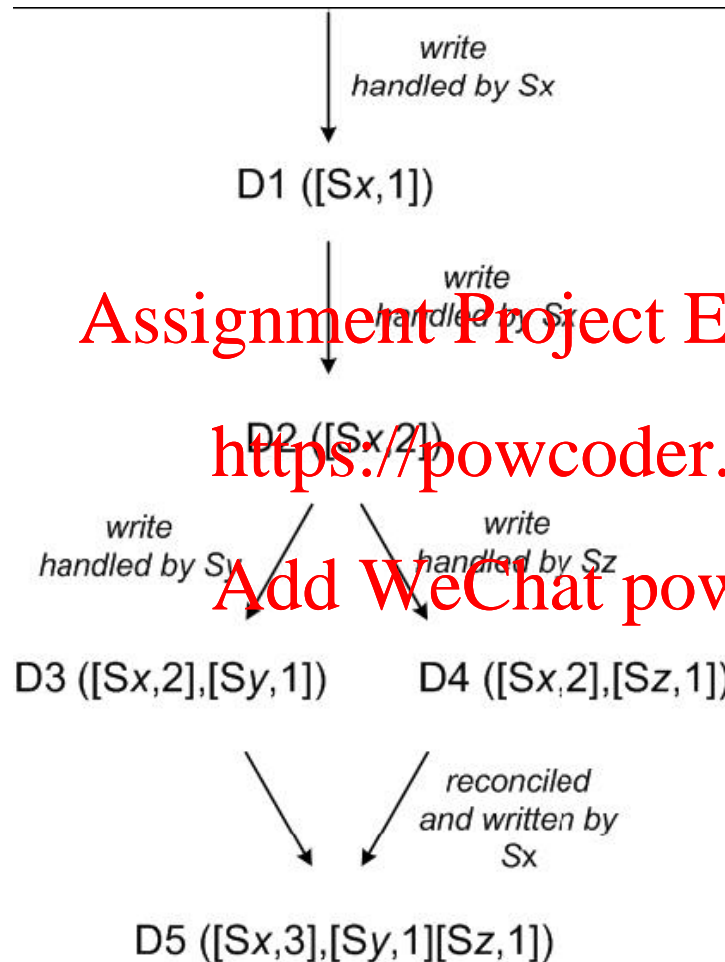 write
handled by Sx
D1 ([Sx,1])
write
handled by Sx
Assignment Project E
D2 ([Sx,2])
https://powcoder.
write
handled by Sy
write
handled by Sz
Add WeChat pow
D3 ([Sx,2],[Sy,1])
D4 ([Sx,2],[Sz,1])
reconciled
and written by
Sx
D5 ([Sx,3],[Sy,1][Sz,1])